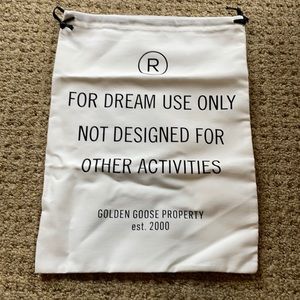 R
FOR DREAM USE ONLY
NOT DESIGNED FOR
OTHER ACTIVITIES
GOLDEN GOOSE PROPERTY
est. 2000